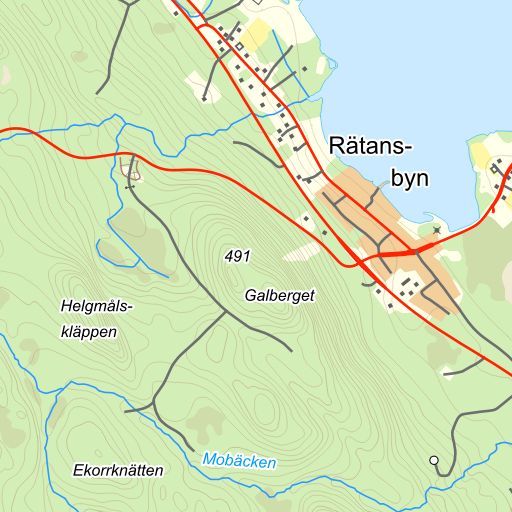 Rätans-
byn
491
Galberget
Helgmåls-
kläppen
Mobäcken
Ekorrknätten